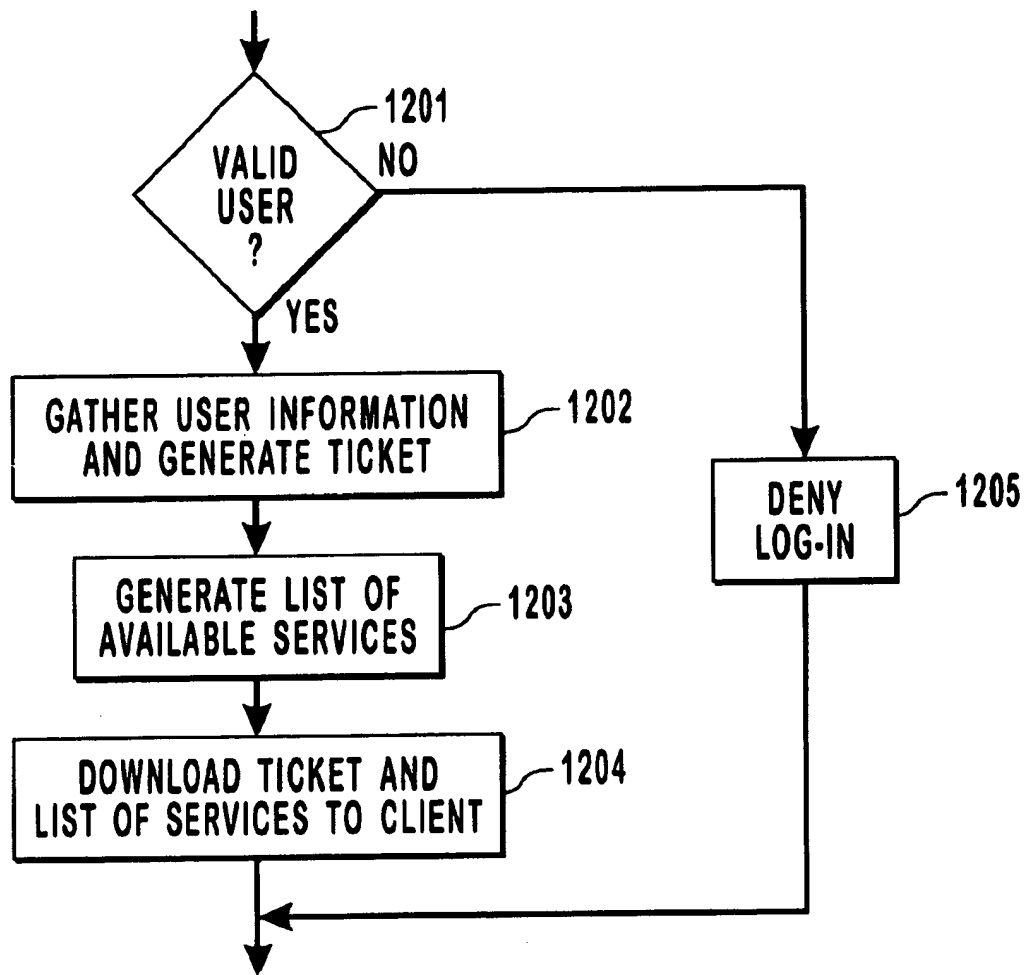 1201
VALID
USER
?
NO
YES
GATHER USER INFORMATION
AND GENERATE TICKET
1202
GENERATE LIST OF
AVAILABLE SERVICES
1203
DOWNLOAD TICKET AND
LIST OF SERVICES TO CLIENT
1204
DENY
LOG-IN
1205